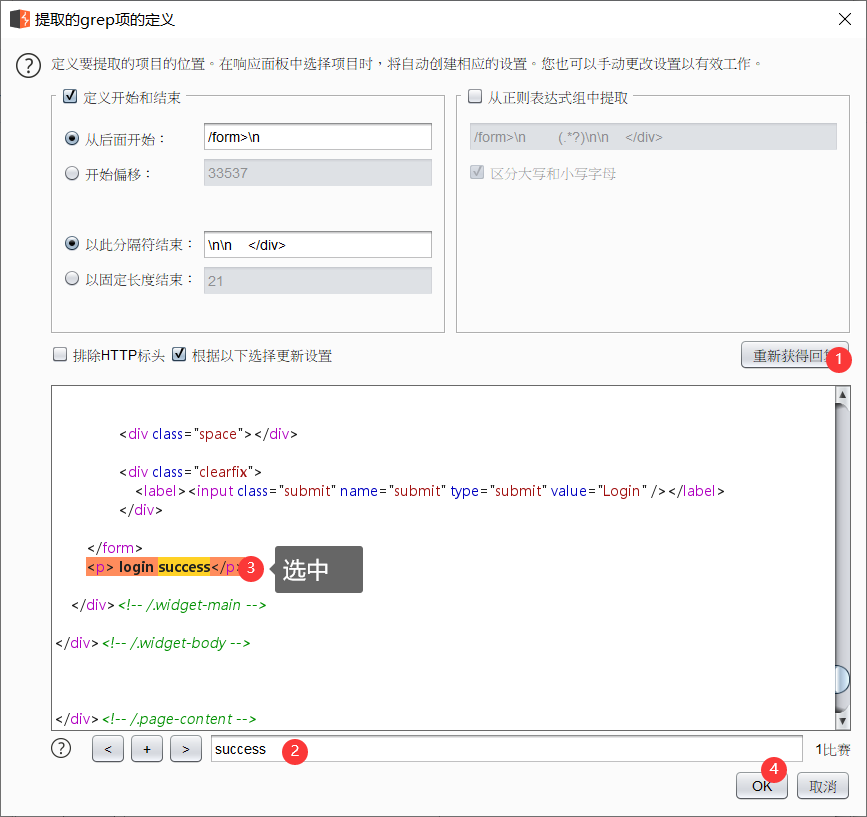 提取的grep项的定义
定义要提取的项目的位置。在响应面板中选择项目时，将自动创建相应的设置。您也可以手动更改设置以有效工作。
定义开始和结束
从后面开始： /form>\n
开始偏移： 33537
以此分隔符结束： \n\n    </div>
以固定长度结束： 21
从正则表达式组中提取
/form>\n        (.*?)\n\n    </div>
区分大写和小写字母
排除HTTP标头 根据以下选择更新设置 重新获得回 1
<div class="space"></div>
<div class="clearfix">
<label><input class="submit" name="submit" type="submit" value="Login" /></label>
</div>
</form>
<p> login success</p 3 选中
</div><!-- /.widget-main -->
</div><!-- /.widget-body -->
</div><!-- /.page-content -->
? < + > success 2 1比赛
4
OK 取消